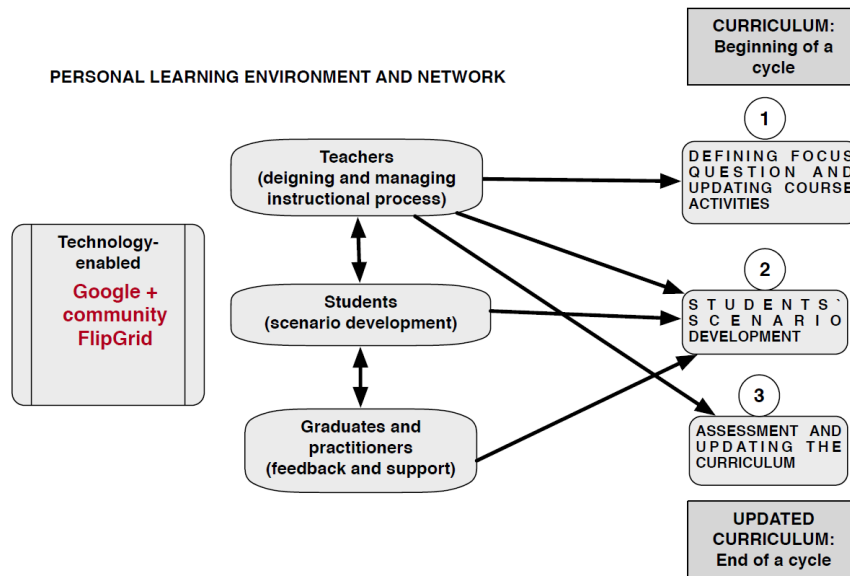 CURRICULUM:
Beginning of a
cycle
PERSONAL LEARNING ENVIRONMENT AND NETWORK
1
Teachers
(deigning and managing
instructional process)
DEFINING FOCUS
QUESTION AND
UPDATING COURSE
ACTIVITIES
Technology-
enabled
Google +
community
FlipGrid
2
Students
(scenario development)
STUDENTS`
SCENARIO
DEVELOPMENT
3
Graduates and
practitioners
(feedback and support)
ASSESSMENT AND
UPDATING THE
CURRICULUM
UPDATED
CURRICULUM:
End of a cycle